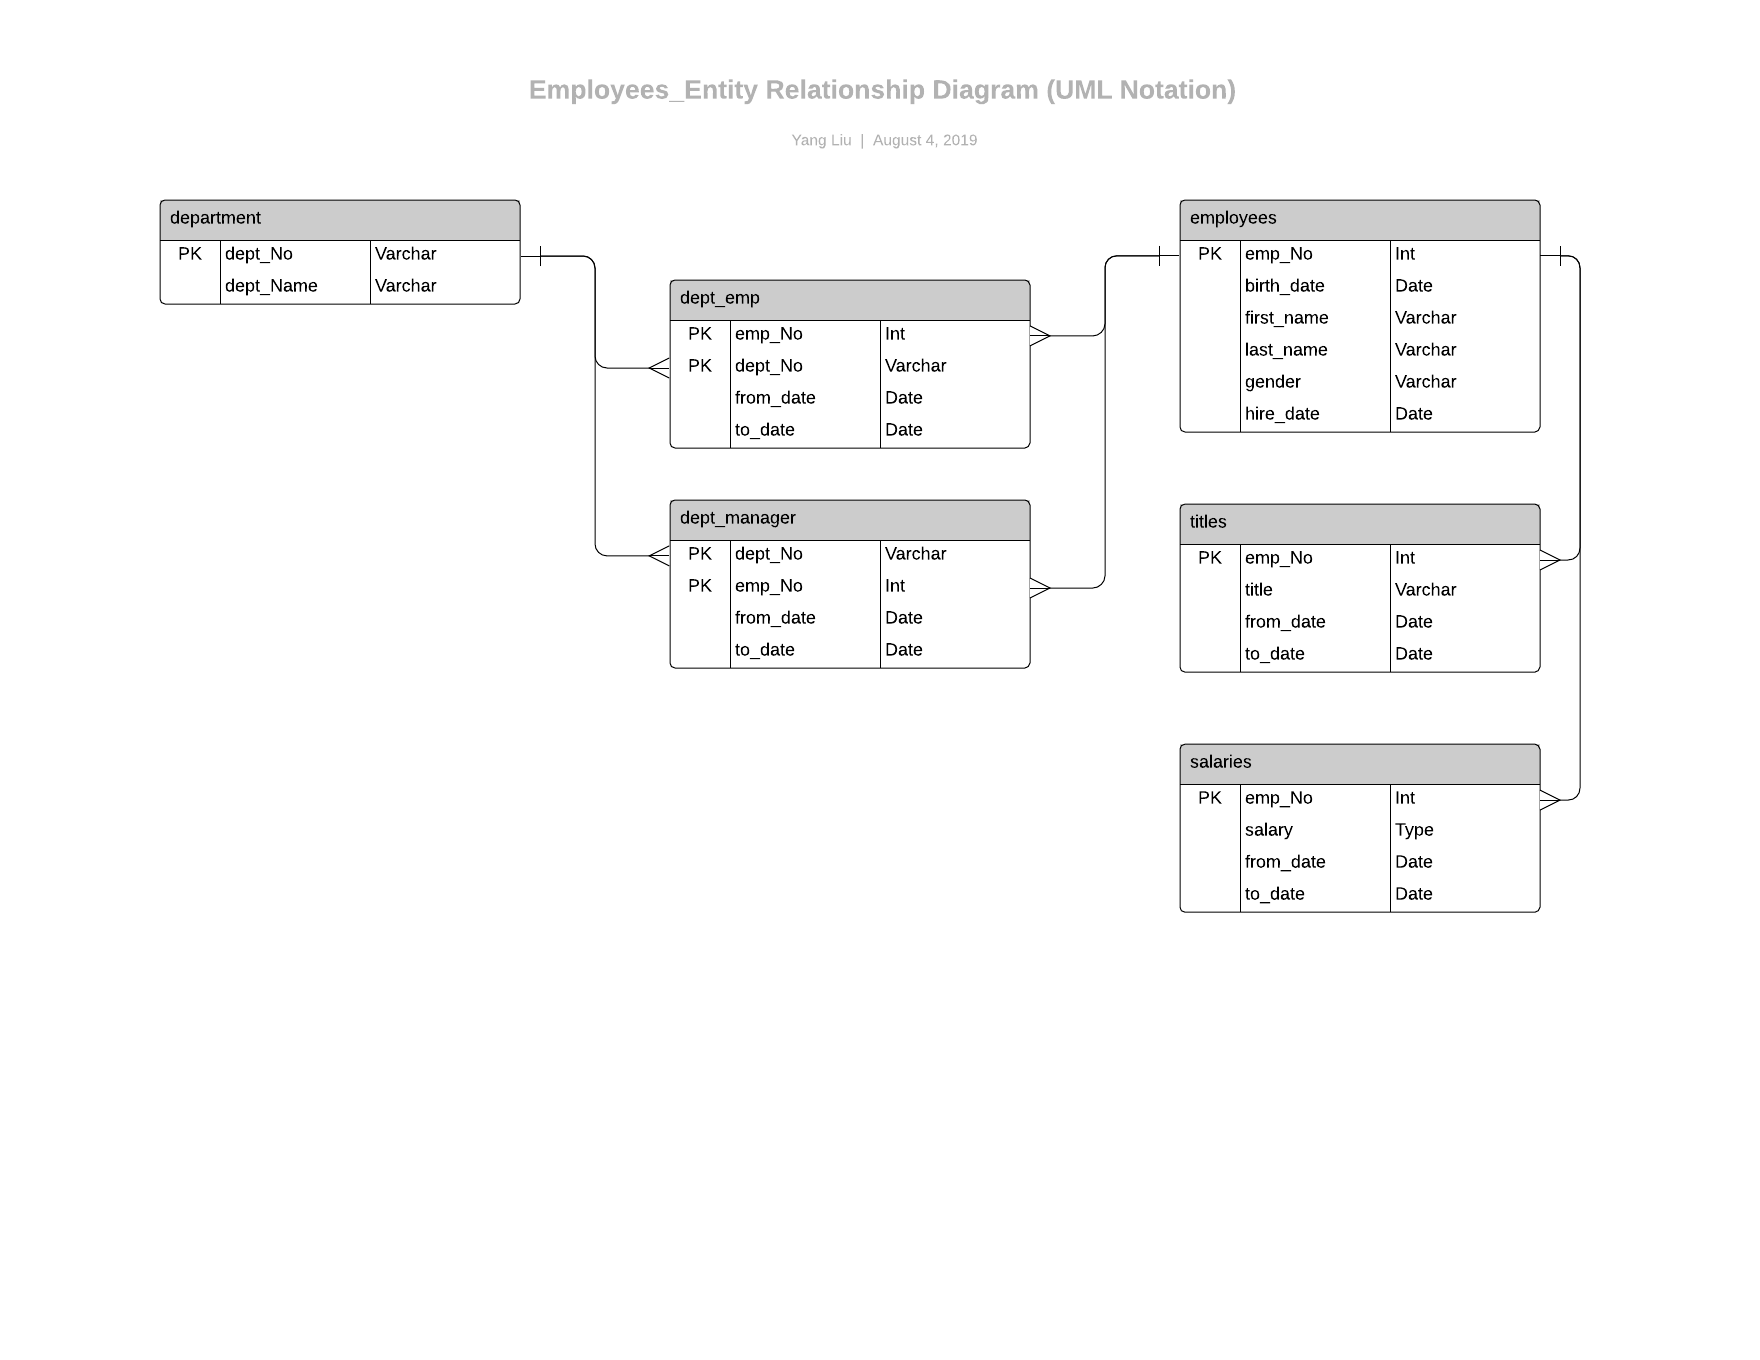 Employees_Entity Relationship Diagram (UML Notation)
Yang Liu | August 4, 2019
department
PK dept_No Varchar
dept_Name Varchar
dept_emp
PK emp_No Int
PK dept_No Varchar
from_date Date
to_date Date
dept_manager
PK dept_No Varchar
PK emp_No Int
from_date Date
to_date Date
employees
PK emp_No Int
birth_date Date
first_name Varchar
last_name Varchar
gender Varchar
hire_date Date
titles
PK emp_No Int
title Varchar
from_date Date
to_date Date
salaries
PK emp_No Int
salary Type
from_date Date
to_date Date